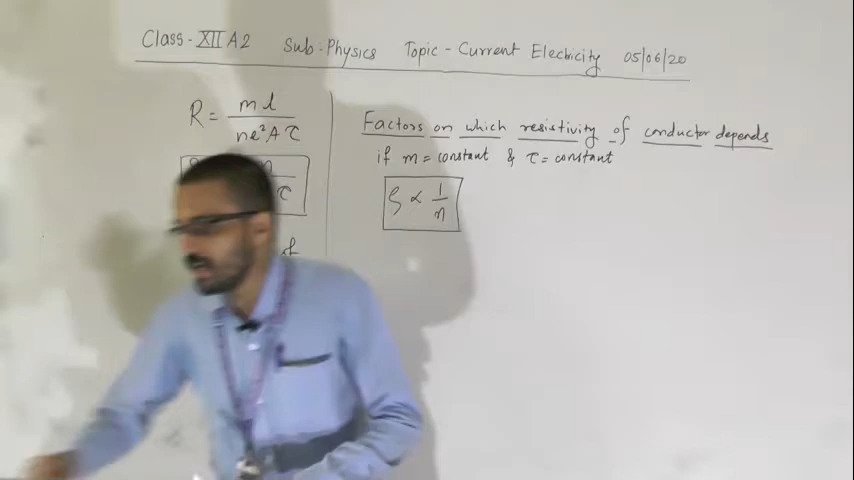 Class-XII A2 Sub-Physics Topic-Current Electricity 05/06/20
R = ml / ne²Aτ
τ
of
Factors on which resistivity of conductor depends
if m = constant & τ = constant
ρ ∝ 1/n